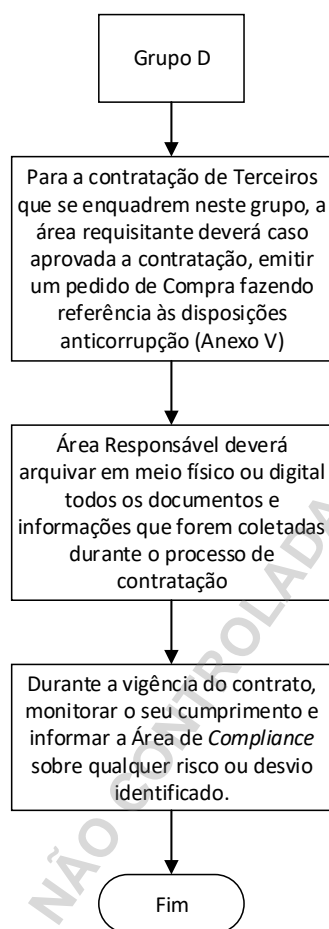 Grupo D
Para a contratação de Terceiros
que se enquadrem neste grupo, a
área requisitante deverá caso
aprovada a contratação, emitir
um pedido de Compra fazendo
referência às disposições
anticorrupção (Anexo V)
Área Responsável deverá
arquivar em meio físico ou digital
todos os documentos e
informações que forem coletadas
durante o processo de
contratação
Durante a vigência do contrato,
monitorar o seu cumprimento e
informar a Área de Compliance
sobre qualquer risco ou desvio
identificado.
Fim
NÃO CONTROLADA